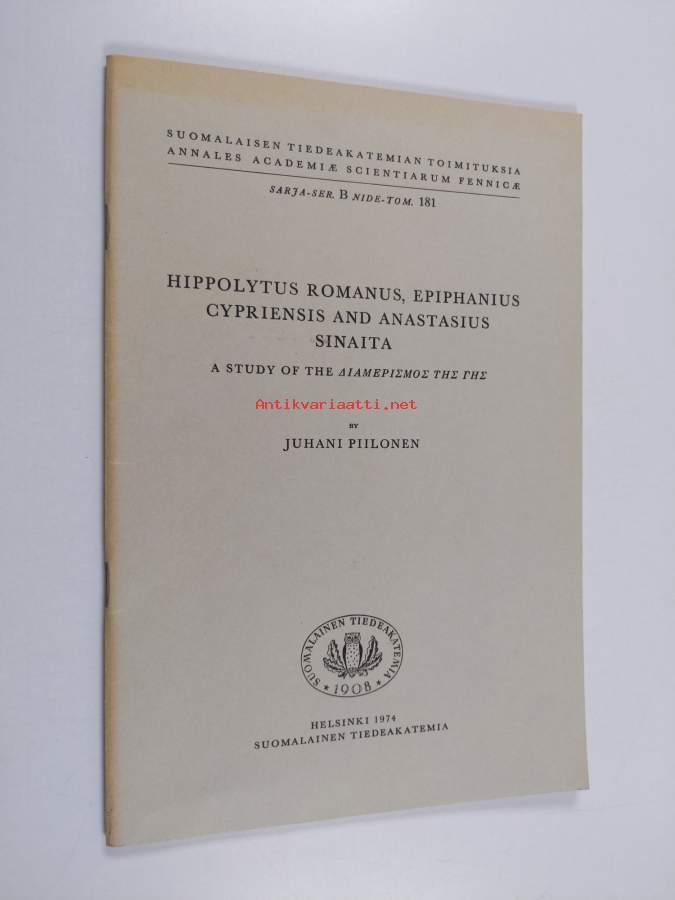 SUOMALAISEN TIEDEAKATEMIAN TOIMITUKSIA
ANNALES ACADEMIÆ SCIENTIARUM FENNICÆ
SARJA-SER. B NIDE-TOM. 181
HIPPOLYTUS ROMANUS, EPIPHANIUS
CYPRIENSIS AND ANASTASIUS
SINAITA
A STUDY OF THE ΔΙΑΜΕΡΙΣΜΟΣ ΤΗΣ ΓΗΣ
Antikvariaatti.net
BY
JUHANI PIILONEN
SUOMALAINEN TIEDEAKATEMIA
* 1908 *
HELSINKI 1974
SUOMALAINEN TIEDEAKATEMIA